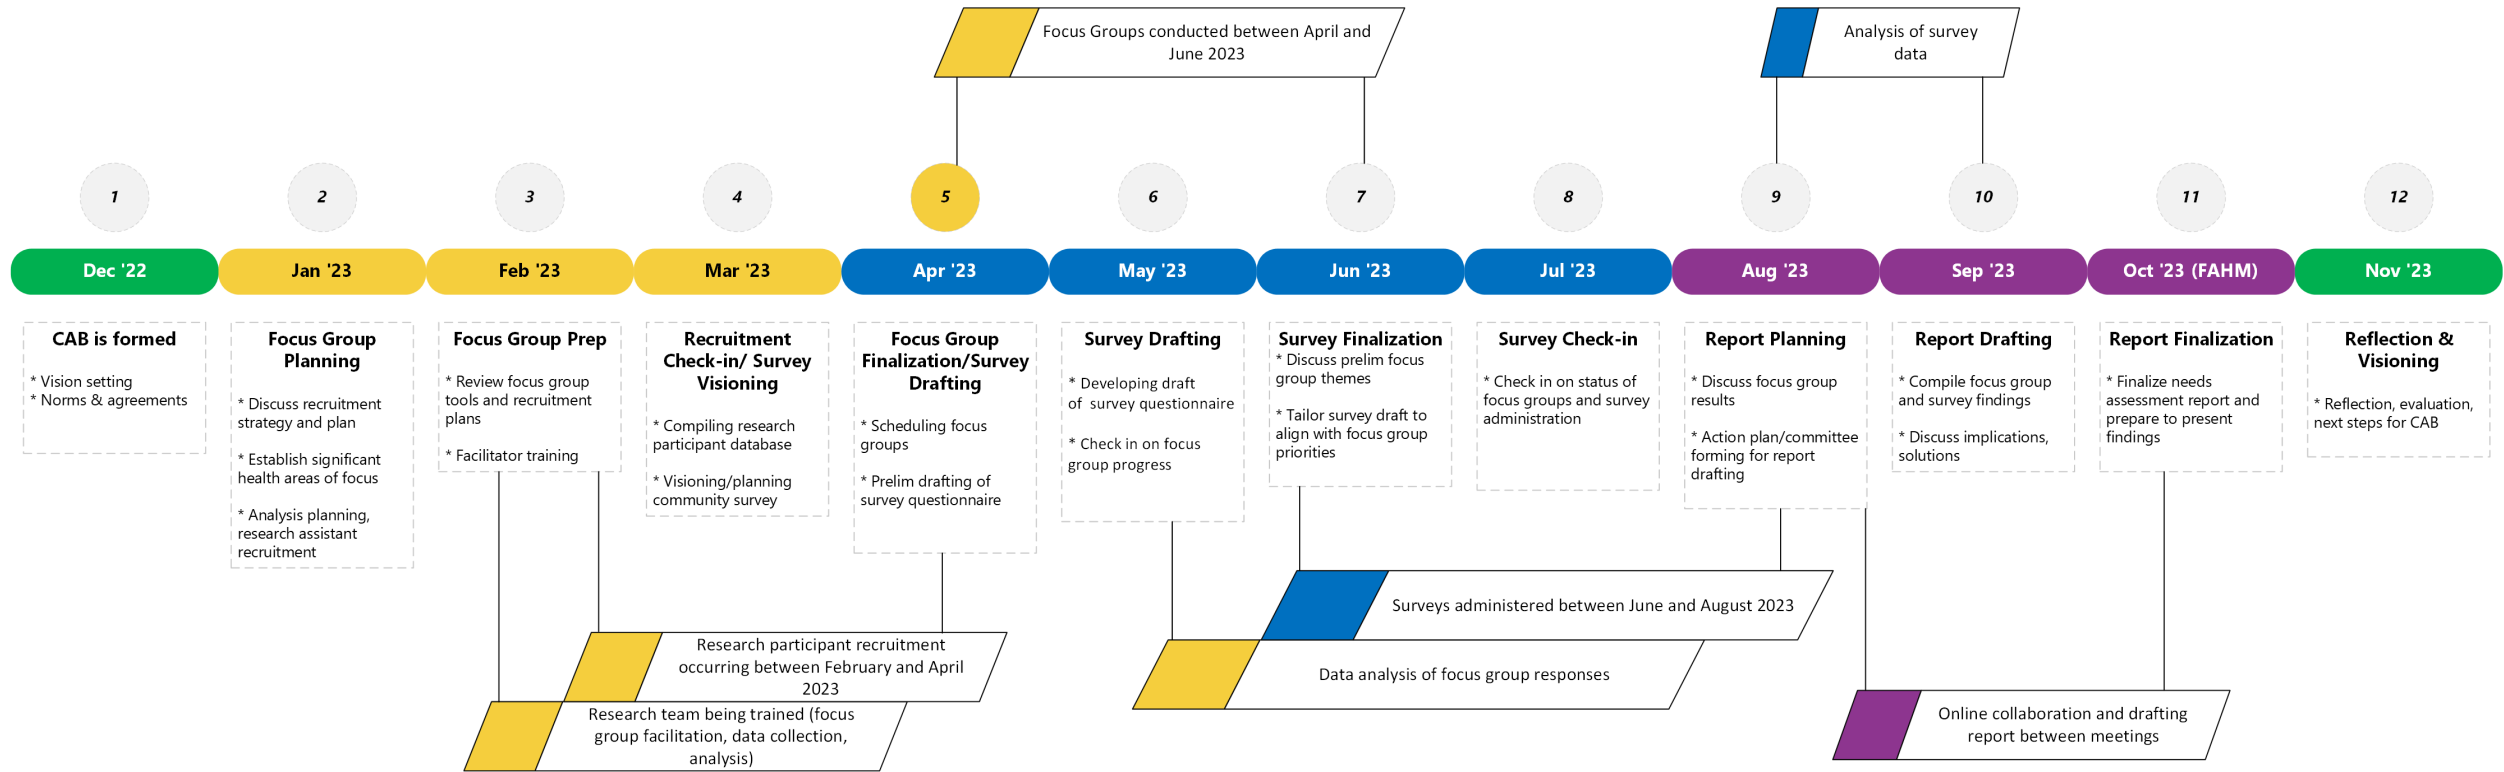 Focus Groups conducted between April and
June 2023
Analysis of survey
data
1
2
3
4
5
6
7
8
9
10
11
12
Dec '22
Jan '23
Feb '23
Mar '23
Apr '23
May '23
Jun '23
Jul '23
Aug '23
Sep '23
Oct '23 (FAHM)
Nov '23
CAB is formed
* Vision setting
* Norms & agreements
Focus Group
Planning
* Discuss recruitment
strategy and plan
* Establish significant
health areas of focus
* Analysis planning,
research assistant
recruitment
Focus Group Prep
* Review focus group
tools and recruitment
plans
* Facilitator training
Recruitment
Check-in/ Survey
Visioning
* Compiling research
participant database
* Visioning/planning
community survey
Focus Group
Finalization/Survey
Drafting
* Scheduling focus
groups
* Prelim drafting of
survey questionnaire
Survey Drafting
* Developing draft
of survey questionnaire
* Check in on focus
group progress
Survey Finalization
* Discuss prelim focus
group themes
* Tailor survey draft to
align with focus group
priorities
Survey Check-in
* Check in on status of
focus groups and survey
administration
Report Planning
* Discuss focus group
results
* Action plan/committee
forming for report
drafting
Report Drafting
* Compile focus group
and survey findings
* Discuss implications,
solutions
Report Finalization
* Finalize needs
assessment report and
prepare to present
findings
Reflection &
Visioning
* Reflection, evaluation,
next steps for CAB
Surveys administered between June and August 2023
Research participant recruitment
occurring between February and April
2023
Data analysis of focus group responses
Research team being trained (focus
group facilitation, data collection,
analysis)
Online collaboration and drafting
report between meetings